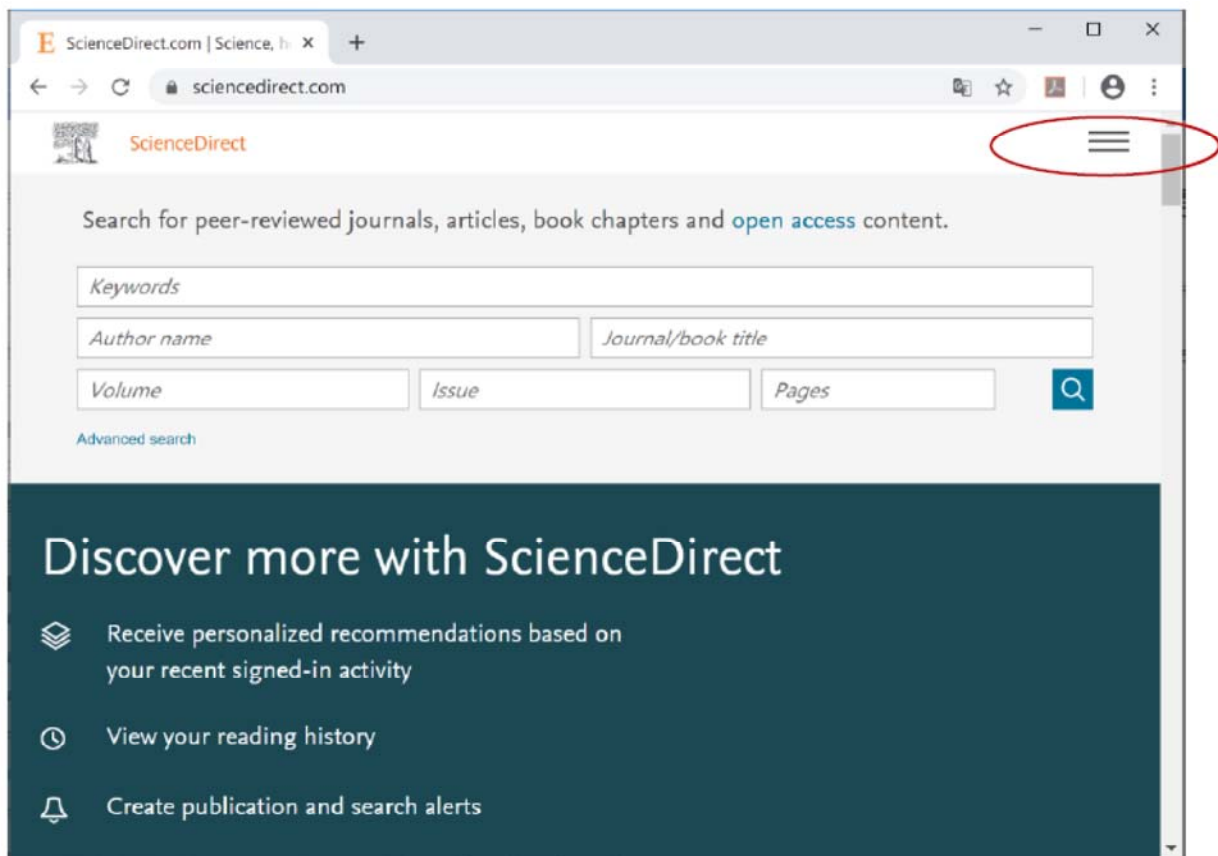 E ScienceDirect.com | Science, h
sciencedirect.com
ScienceDirect
Search for peer-reviewed journals, articles, book chapters and open access content.
Keywords
Author name Journal/book title
Volume Issue Pages
Advanced search
Discover more with ScienceDirect
Receive personalized recommendations based on
your recent signed-in activity
View your reading history
Create publication and search alerts